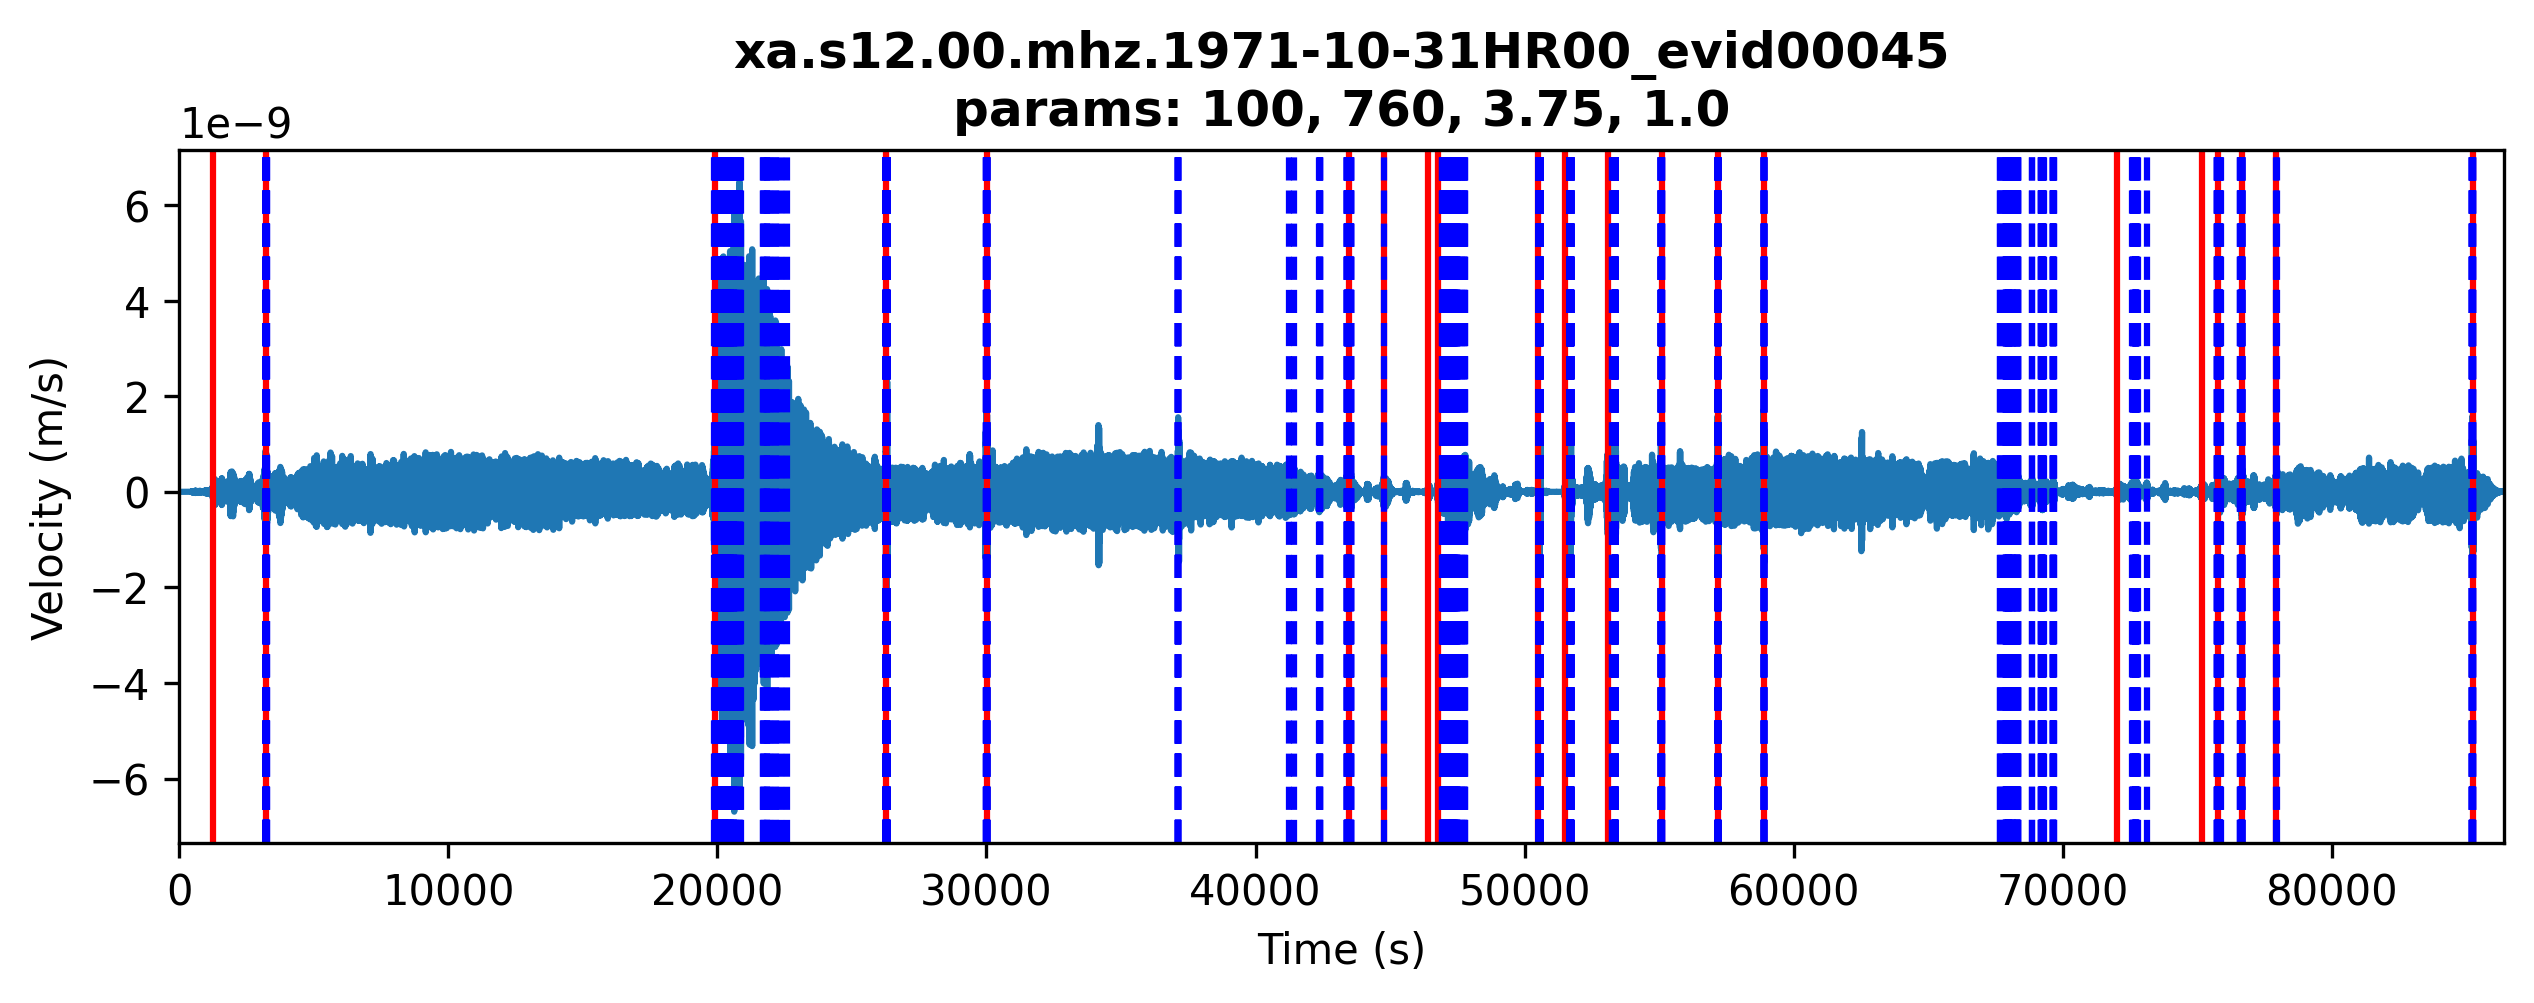 xa.s12.00.mhz.1971-10-31HR00_evid00045
params: 100, 760, 3.75, 1.0
1e−9
6
4
2
0
−2
−4
−6
Velocity (m/s)
0 10000 20000 30000 40000 50000 60000 70000 80000
Time (s)